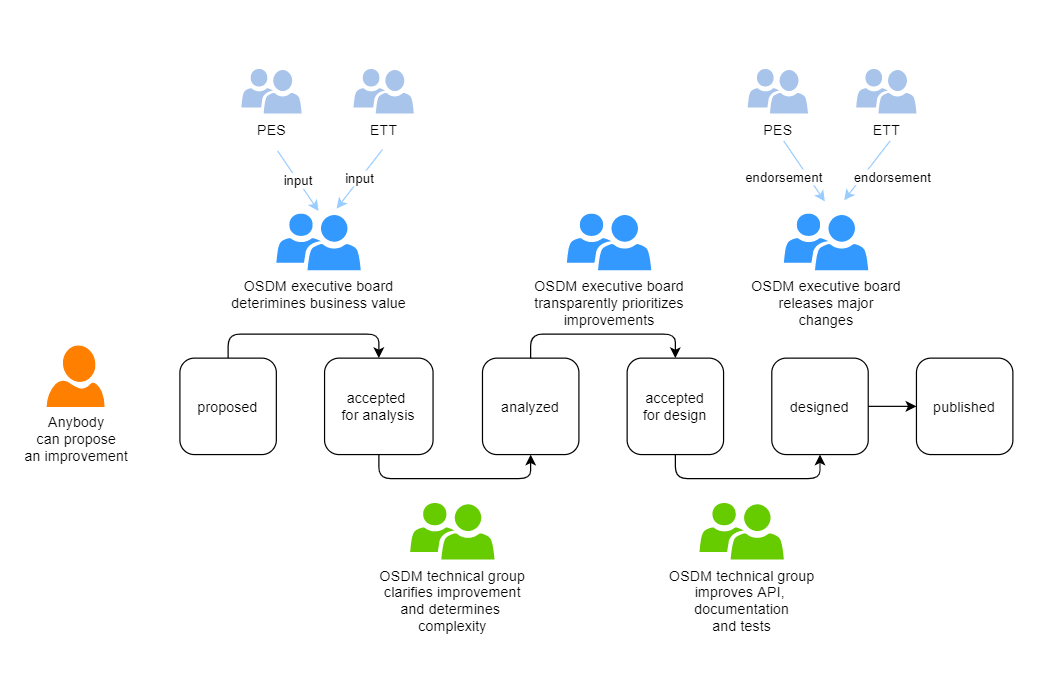 PES
ETT
PES
ETT
input
input
endorsement
endorsement
OSDM executive board
deterimines business value
OSDM executive board
transparently prioritizes
improvements
OSDM executive board
releases major
changes
Anybody
can propose
an improvement
proposed
accepted
for analysis
analyzed
accepted
for design
designed
published
OSDM technical group
clarifies improvement
and determines
complexity
OSDM technical group
improves API,
documentation
and tests